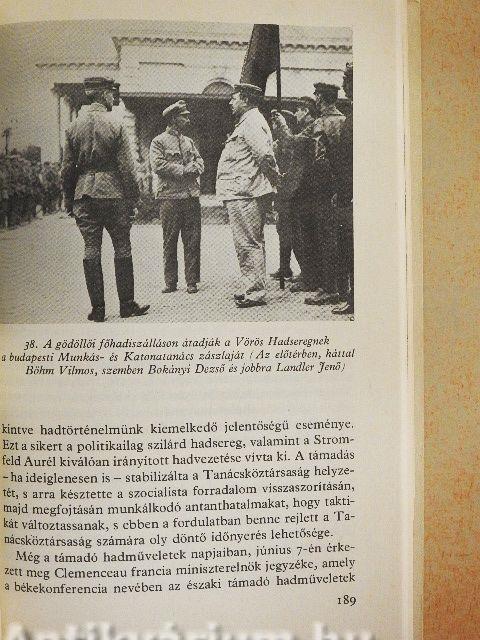 38. A gödöllői főhadiszálláson átadják a Vörös Hadseregnek
a budapesti Munkás- és Katonatanács zászlaját (Az előtérben, háttal
Böhm Vilmos, szemben Bokányi Dezső és jobbra Landler Jenő)
kintve hadtörténelmünk kiemelkedő jelentőségű eseménye.
Ezt a sikert a politikailag szilárd hadsereg, valamint a Strom-
feld Aurél kiválóan irányított hadvezetése vívta ki. A támadás
– ha ideiglenesen is – stabilizálta a Tanácsköztársaság helyze-
tét, s arra késztette a szocialista forradalom visszaszorításán,
majd megfojtásán munkálkodó antanthatalmakat, hogy takti-
kát változtassanak, s ebben a fordulatban benne rejlett a Ta-
nácsköztársaság számára oly döntő időnyerés lehetősége.
Még a támadó hadműveletek napjaiban, június 7-én érke-
zett meg Clemenceau francia miniszterelnök jegyzéke, amely
a békekonferencia nevében az északi támadó hadműveletek
189
Antikvárium.hu